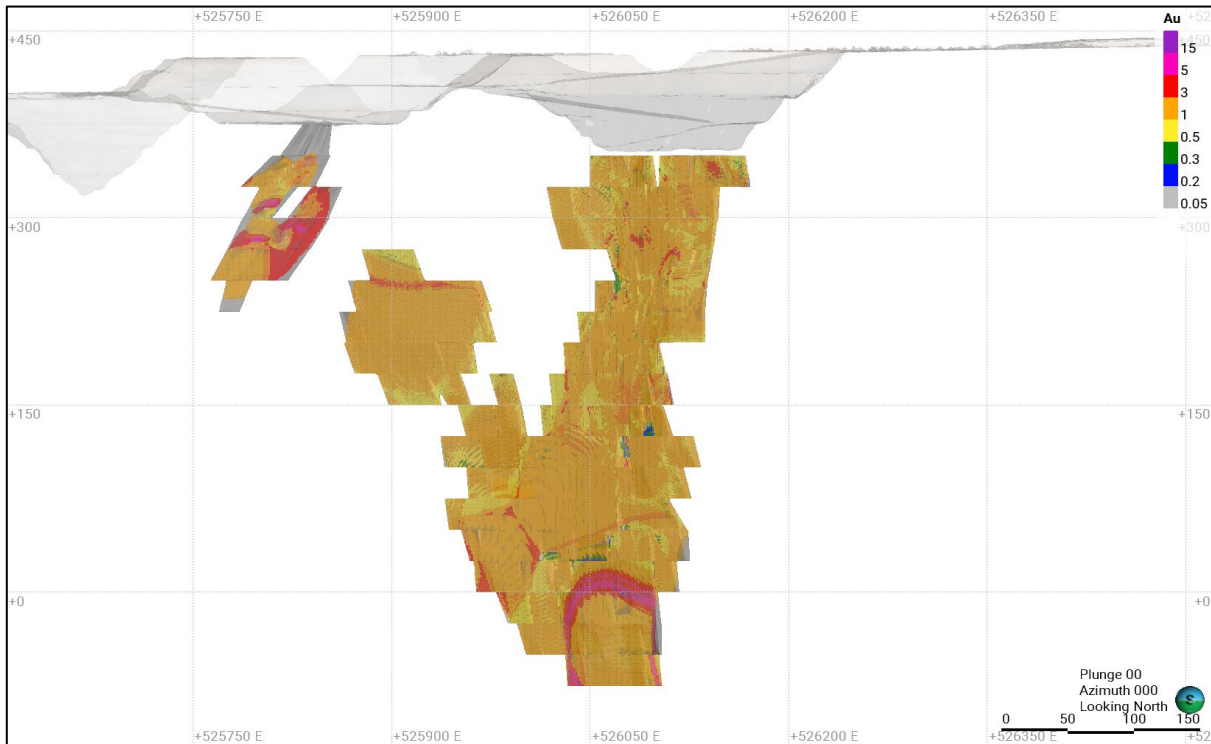 +525750 E +525900 E +526050 E +526200 E +526350 E +52
+450 +450
Au
15
5
3
1
0.5
0.3
0.2
0.05
+300 +300
+150 +150
+0 +0
Plunge 00
Azimuth 000
Looking North
S
0 50 100 150
+525750 E +525900 E +526050 E +526200 E +526350 E +52